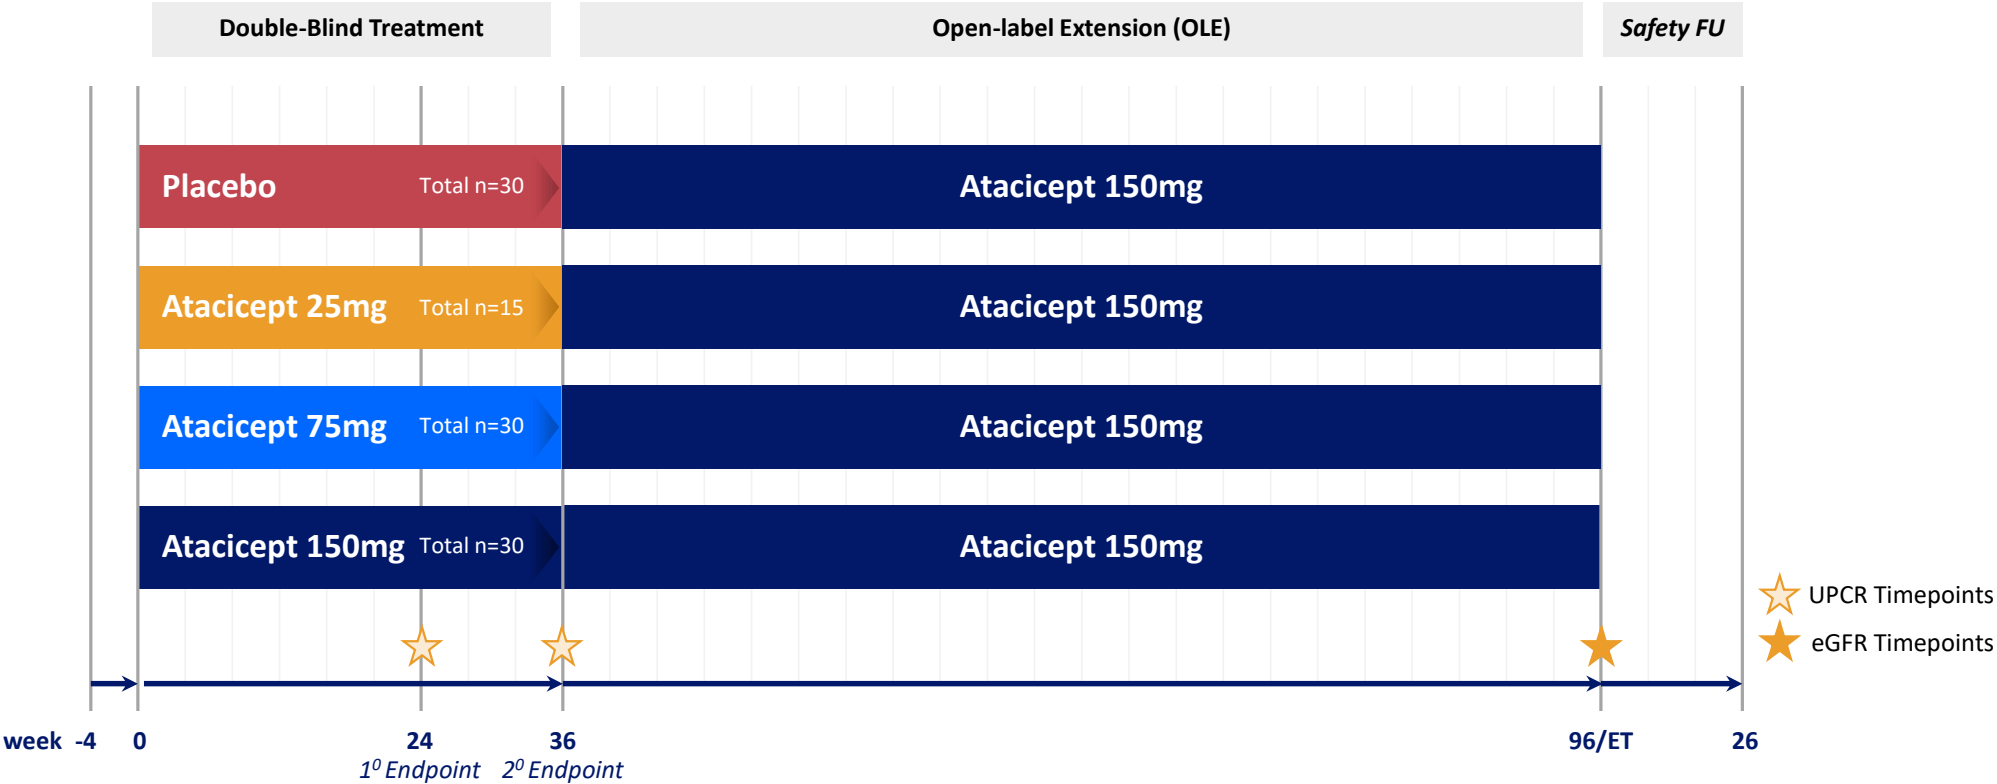 Double-Blind Treatment
Open-label Extension (OLE)
Safety FU
Placebo Total n=30
Atacicept 150mg
Atacicept 25mg Total n=15
Atacicept 150mg
Atacicept 75mg Total n=30
Atacicept 150mg
Atacicept 150mg Total n=30
Atacicept 150mg
UPCR Timepoints
eGFR Timepoints
week -4 0 24 36 96/ET 26
1⁰ Endpoint 2⁰ Endpoint